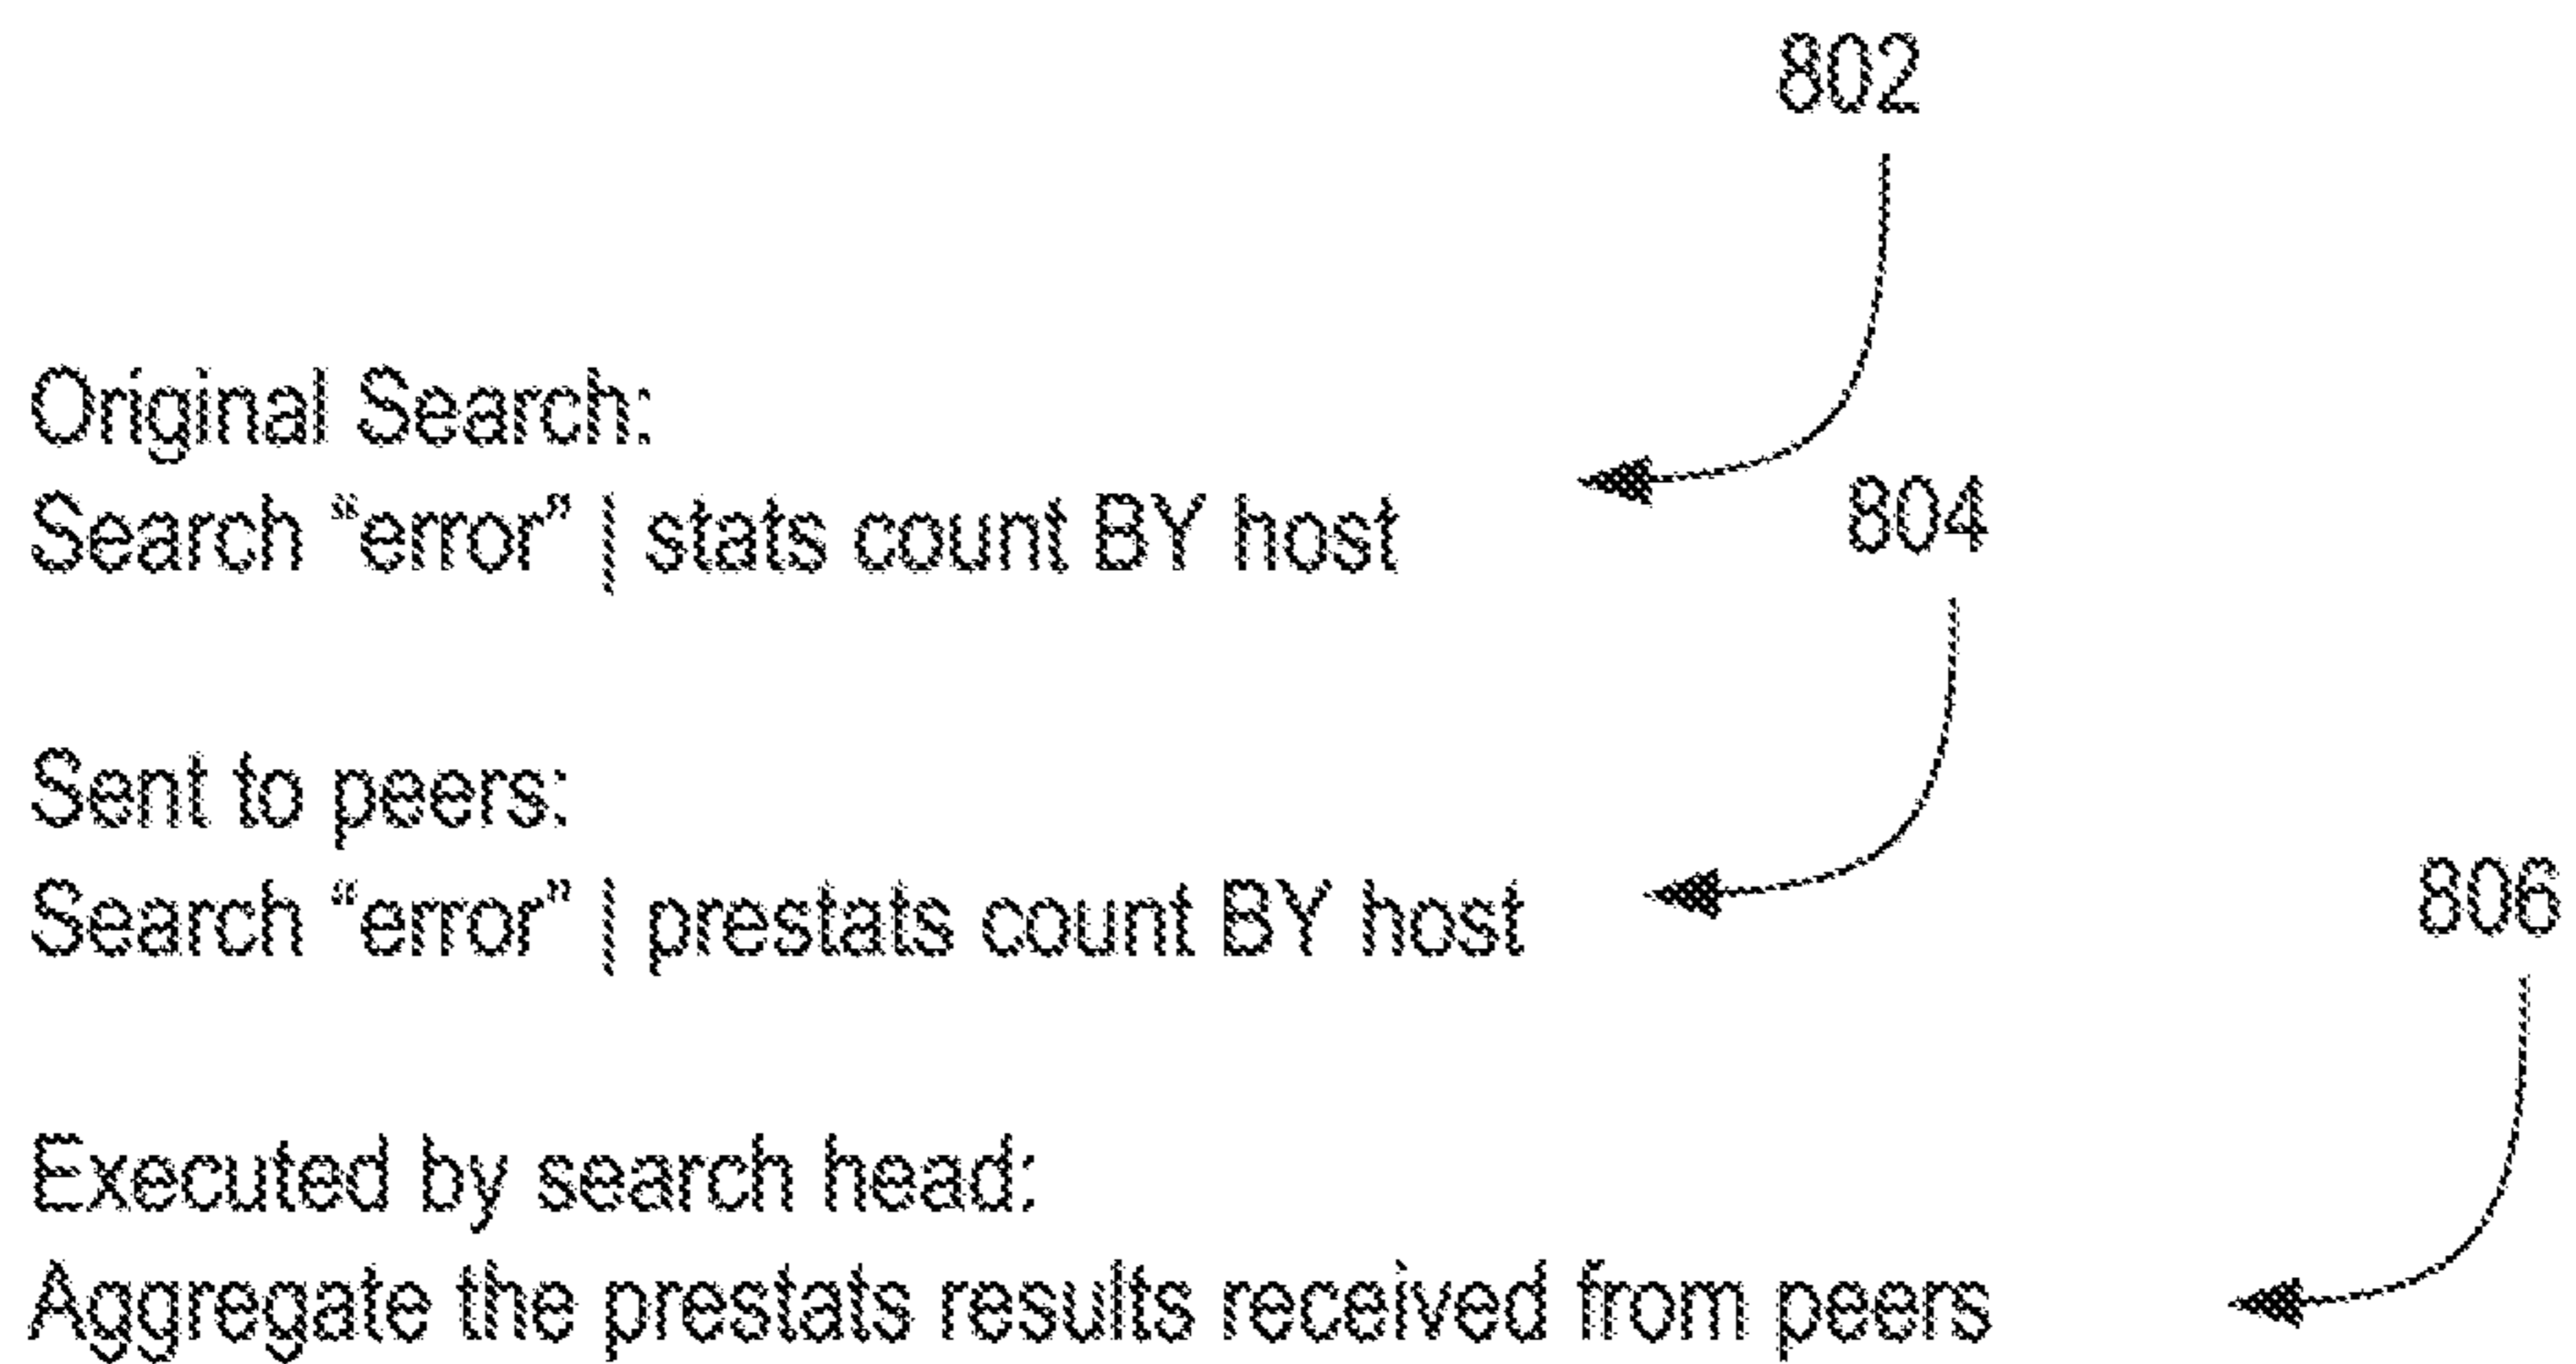 802
Original Search:
Search “error” | stats count BY host
804
Sent to peers:
Search “error” | prestats count BY host
806
Executed by search head:
Aggregate the prestats results received from peers